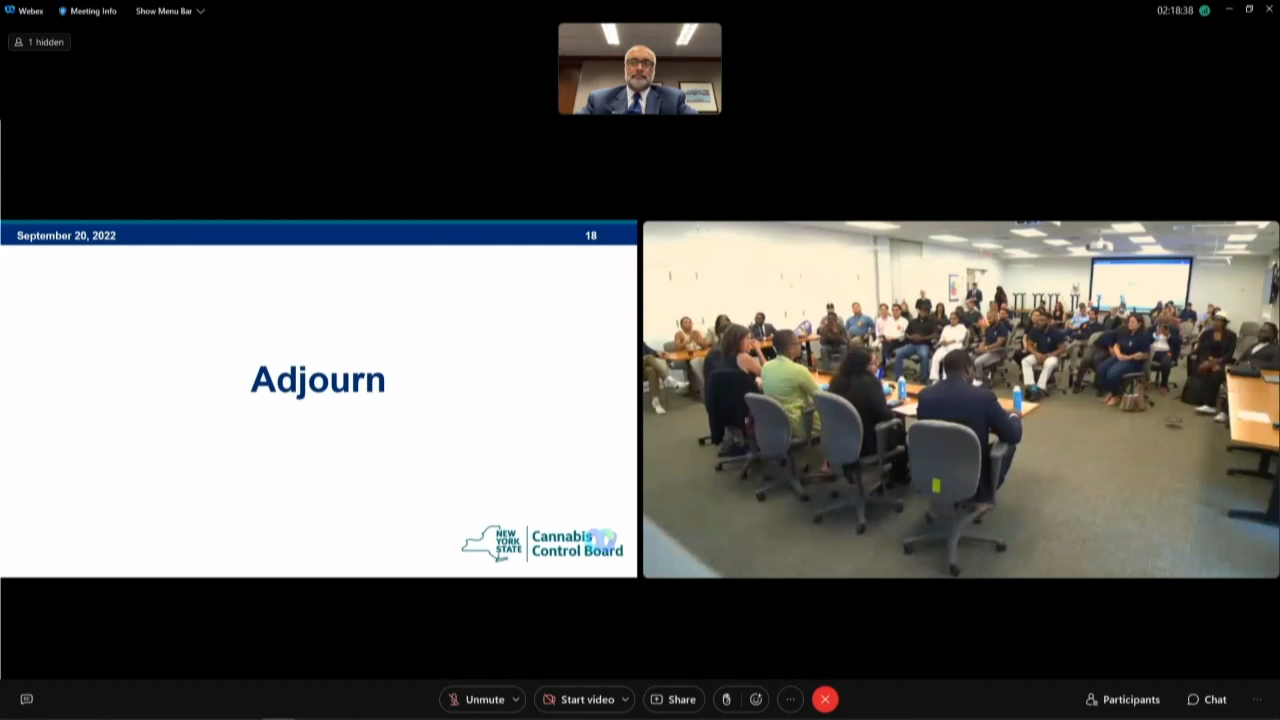 Webex
Meeting Info
Show Menu Bar
02:18:38
1 hidden
September 20, 2022
18
Adjourn
NEW
YORK
STATE
Cannabis
Control Board
Unmute
Start video
Share
Participants
Chat